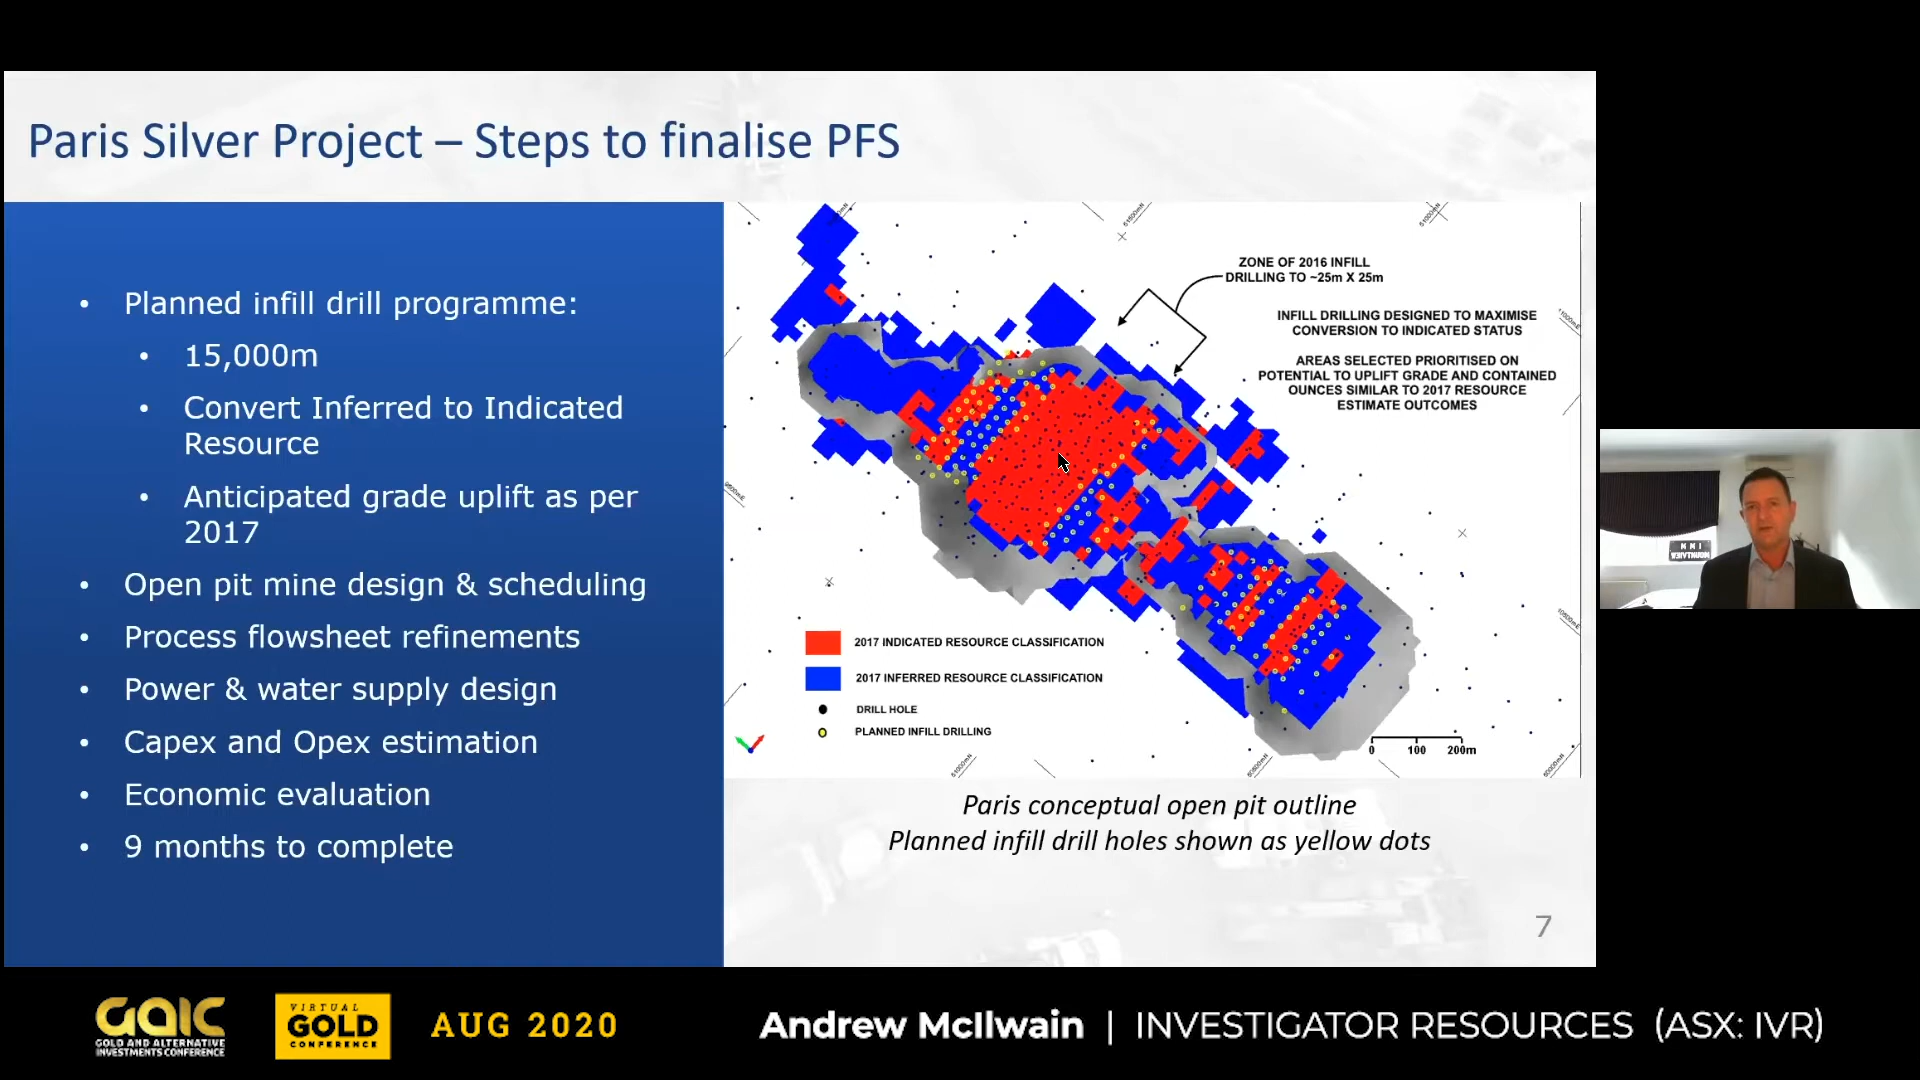 Paris Silver Project – Steps to finalise PFS
• Planned infill drill programme:
• 15,000m
• Convert Inferred to Indicated
Resource
• Anticipated grade uplift as per
2017
• Open pit mine design & scheduling
• Process flowsheet refinements
• Power & water supply design
• Capex and Opex estimation
• Economic evaluation
• 9 months to complete
ZONE OF 2016 INFILL
DRILLING TO ~25m X 25m
INFILL DRILLING DESIGNED TO MAXIMISE
CONVERSION TO INDICATED STATUS
AREAS SELECTED PRIORITISED ON
POTENTIAL TO UPLIFT GRADE AND CONTAINED
OUNCES SIMILAR TO 2017 RESOURCE
ESTIMATE OUTCOMES
2017 INDICATED RESOURCE CLASSIFICATION
2017 INFERRED RESOURCE CLASSIFICATION
DRILL HOLE
PLANNED INFILL DRILLING
0 100 200m
Paris conceptual open pit outline
Planned infill drill holes shown as yellow dots
7
GAIC
GOLD AND ALTERNATIVE
INVESTMENTS CONFERENCE
VIRTUAL
GOLD
CONFERENCE
AUG 2020
Andrew McIlwain | INVESTIGATOR RESOURCES (ASX: IVR)